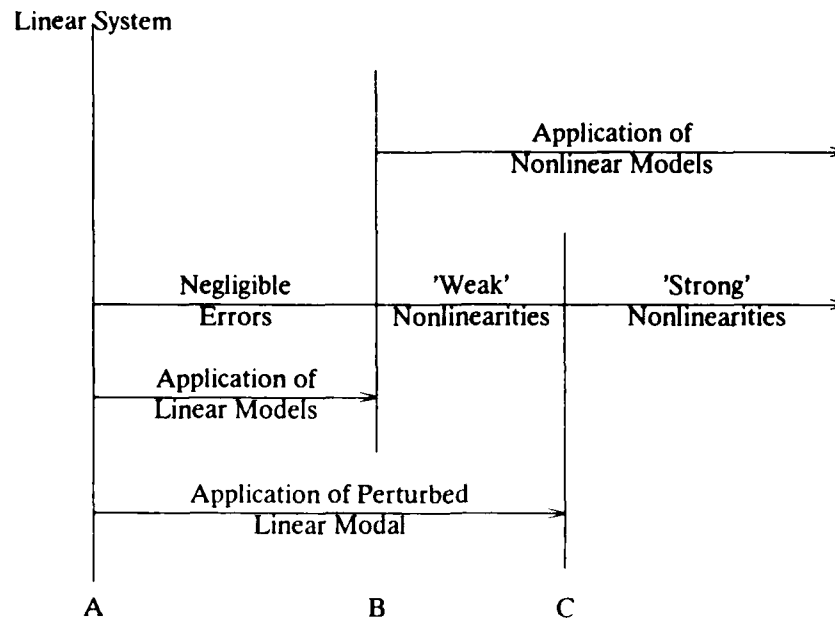 Linear System
Application of
Nonlinear Models
Negligible
Errors
'Weak'
Nonlinearities
'Strong'
Nonlinearities
Application of
Linear Models
Application of Perturbed
Linear Modal
A
B
C